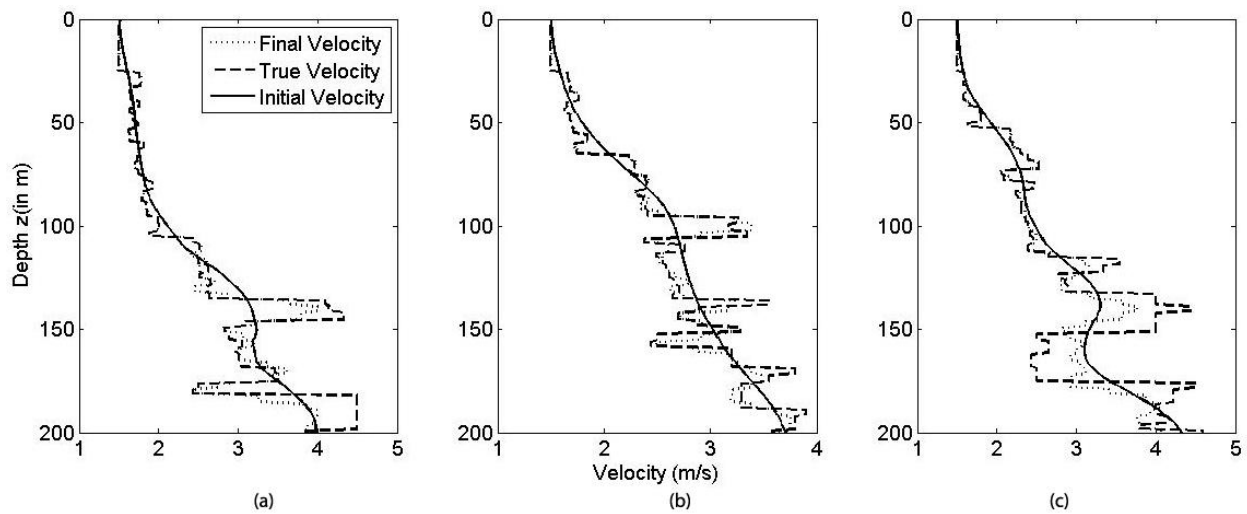 0
50
100
150
200
Depth z(in m)
Final Velocity
True Velocity
Initial Velocity
1 2 3 4 5
(a)
0
50
100
150
200
1 2 3 4
Velocity (m/s)
(b)
0
50
100
150
200
1 2 3 4 5
(c)